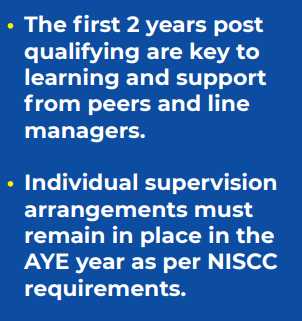 • The first 2 years post
qualifying are key to
learning and support
from peers and line
managers.
• Individual supervision
arrangements must
remain in place in the
AYE year as per NISCC
requirements.